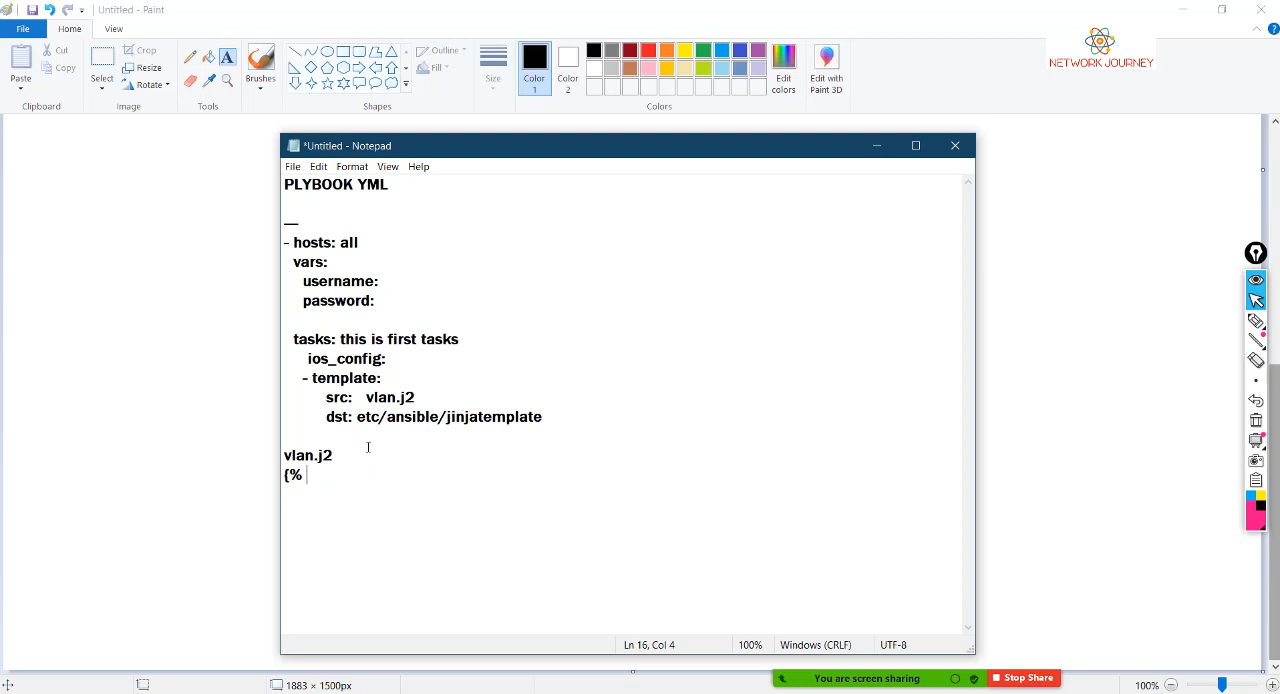 Untitled - Paint
File
Home
View
Paste
Cut
Copy
Clipboard
Select
Crop
Resize
Rotate
Image
Tools
Brushes
Shapes
Outline
Fill
Size
Color 1
Color 2
Edit colors
Edit with Paint 3D
Colors
NETWORK JOURNEY
*Untitled - Notepad
File Edit Format View Help
PLYBOOK YML
—
- hosts: all
vars:
username:
password:
tasks: this is first tasks
ios_config:
- template:
src: vlan.j2
dst: etc/ansible/jinjatemplate
vlan.j2
{%
Ln 16, Col 4
100%
Windows (CRLF)
UTF-8
You are screen sharing
Stop Share
1883 × 1500px
100%